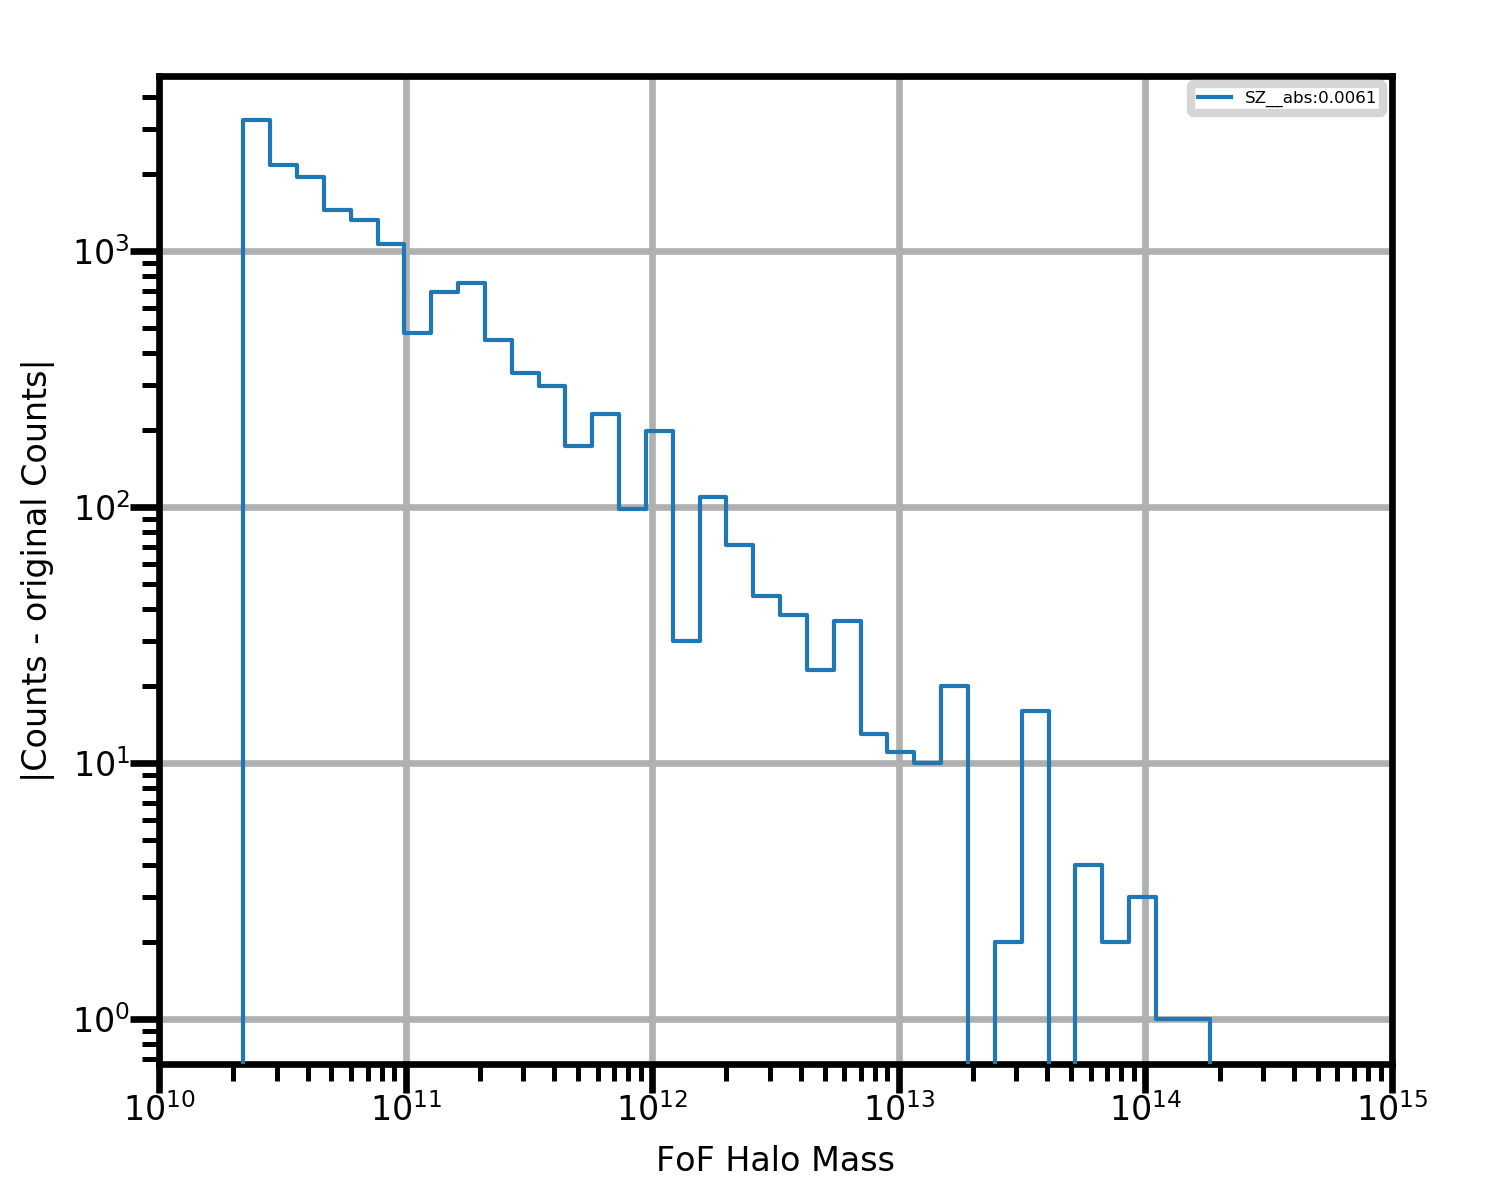 SZ__abs:0.0061
|Counts - original Counts|
10³
10²
10¹
10⁰
10¹⁰ 10¹¹ 10¹² 10¹³ 10¹⁴ 10¹⁵
FoF Halo Mass